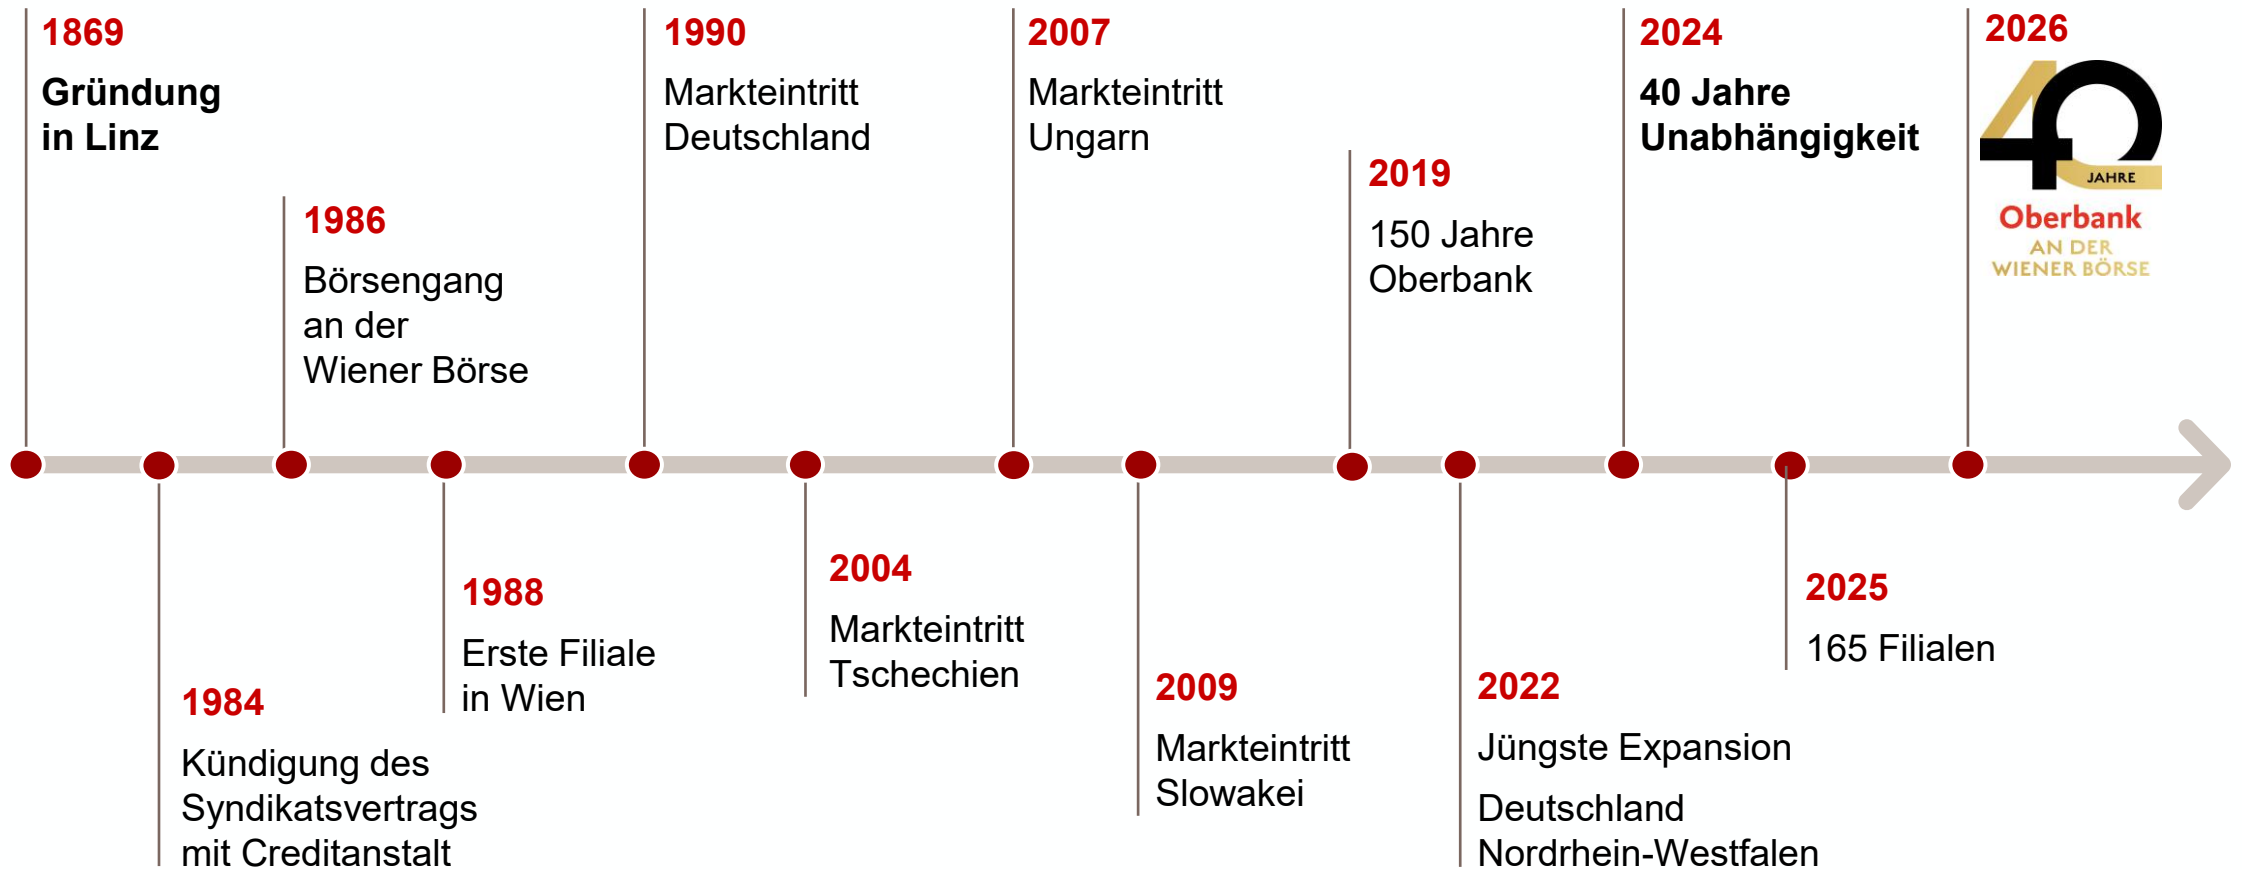 1869
Gründung
in Linz
1984
Kündigung des
Syndikatsvertrags
mit Creditanstalt
1986
Börsengang
an der
Wiener Börse
1988
Erste Filiale
in Wien
1990
Markteintritt
Deutschland
2004
Markteintritt
Tschechien
2007
Markteintritt
Ungarn
2009
Markteintritt
Slowakei
2019
150 Jahre
Oberbank
2022
Jüngste Expansion
Deutschland
Nordrhein-Westfalen
2024
40 Jahre
Unabhängigkeit
2025
165 Filialen
2026
40
JAHRE
Oberbank
AN DER
WIENER BÖRSE